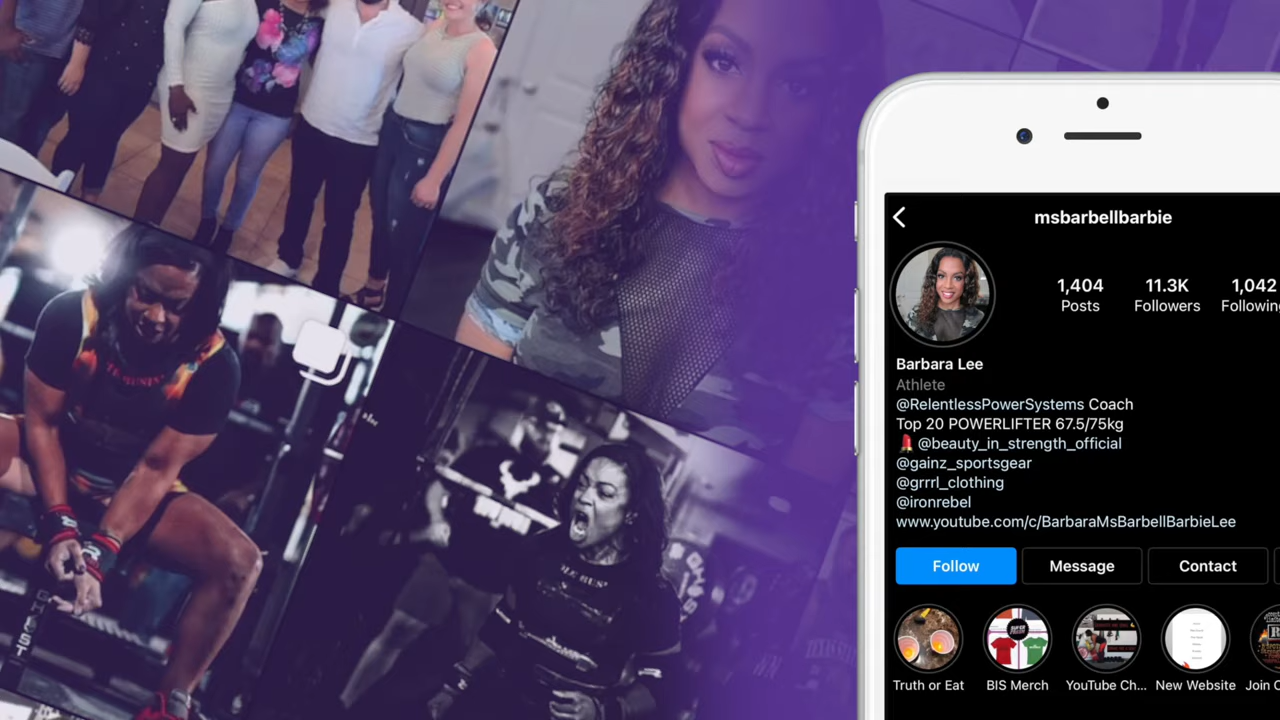 msbarbellbarbie
1,404 11.3K 1,042
Posts Followers Following
Barbara Lee
Athlete
@RelentlessPowerSystems Coach
Top 20 POWERLIFTER 67.5/75kg
💄 @beauty_in_strength_official
@gainz_sportsgear
@grrrl_clothing
@ironrebel
www.youtube.com/c/BarbaraMsBarbellBarbieLee
Follow Message Contact
Truth or Eat BIS Merch YouTube Ch... New Website Join